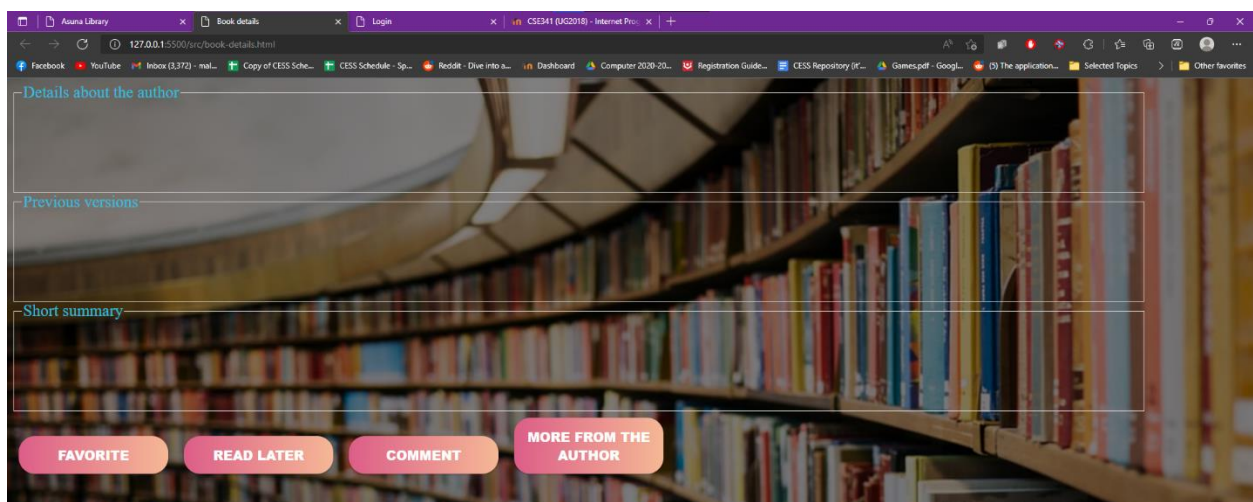 Asuna Library
Book details
Login
CSE341 (UG2018) - Internet Prog
127.0.0.1:5500/src/book-details.html
Facebook YouTube Inbox (3,372) - mal... Copy of CESS Sche... CESS Schedule - Sp... Reddit - Dive into a... Dashboard Computer 2020-20... Registration Guide... CESS Repository (it'... Games.pdf - Googl... (5) The application... Selected Topics Other favorites
Details about the author
Previous versions
Short summary
FAVORITE
READ LATER
COMMENT
MORE FROM THE
AUTHOR